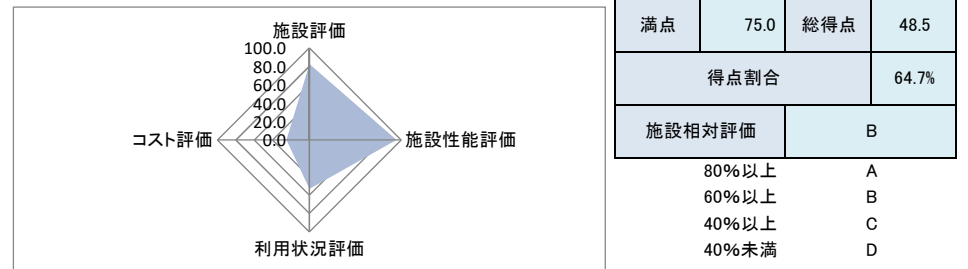 施設評価
100.0
80.0
60.0
40.0
20.0
0.0
コスト評価
施設性能評価
利用状況評価
満点 75.0 総得点 48.5
得点割合 64.7%
施設相対評価 B
80%以上 A
60%以上 B
40%以上 C
40%未満 D